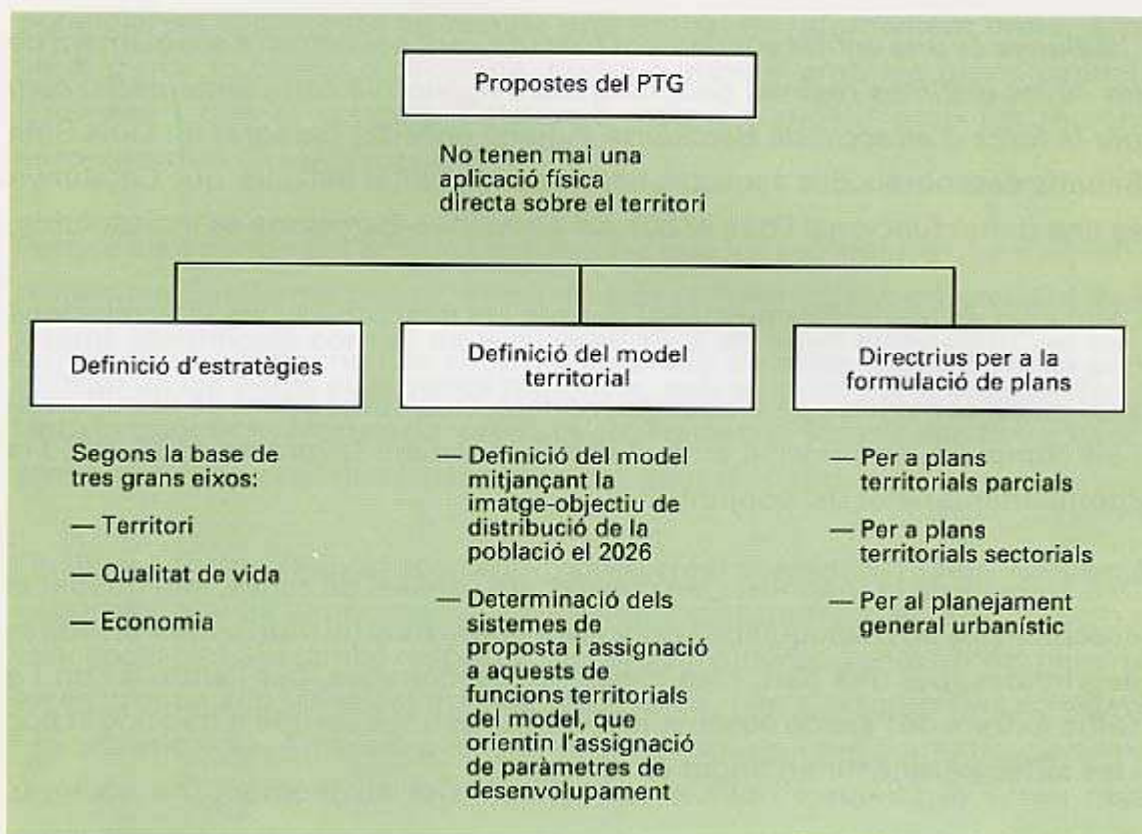 Propostes del PTG
No tenen mai una
aplicació física
directa sobre el territori
Definició d'estratègies
Segons la base de
tres grans eixos:
— Territori
— Qualitat de vida
— Economia
Definició del model
territorial
— Definició del model
mitjançant la
imatge-objectiu de
distribució de la
població el 2026
— Determinació dels
sistemes de
proposta i assignació
a aquests de
funcions territorials
del model, que
orientin l'assignació
de paràmetres de
desenvolupament
Directrius per a la
formulació de plans
— Per a plans
territorials parcials
— Per a plans
territorials sectorials
— Per al planejament
general urbanístic